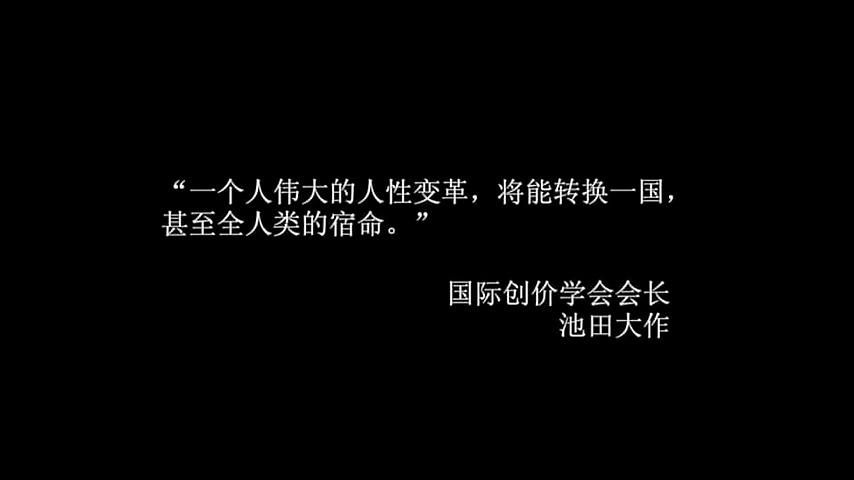 “一个人伟大的人性变革，将能转换一国，
甚至全人类的宿命。”
国际创价学会会长
池田大作